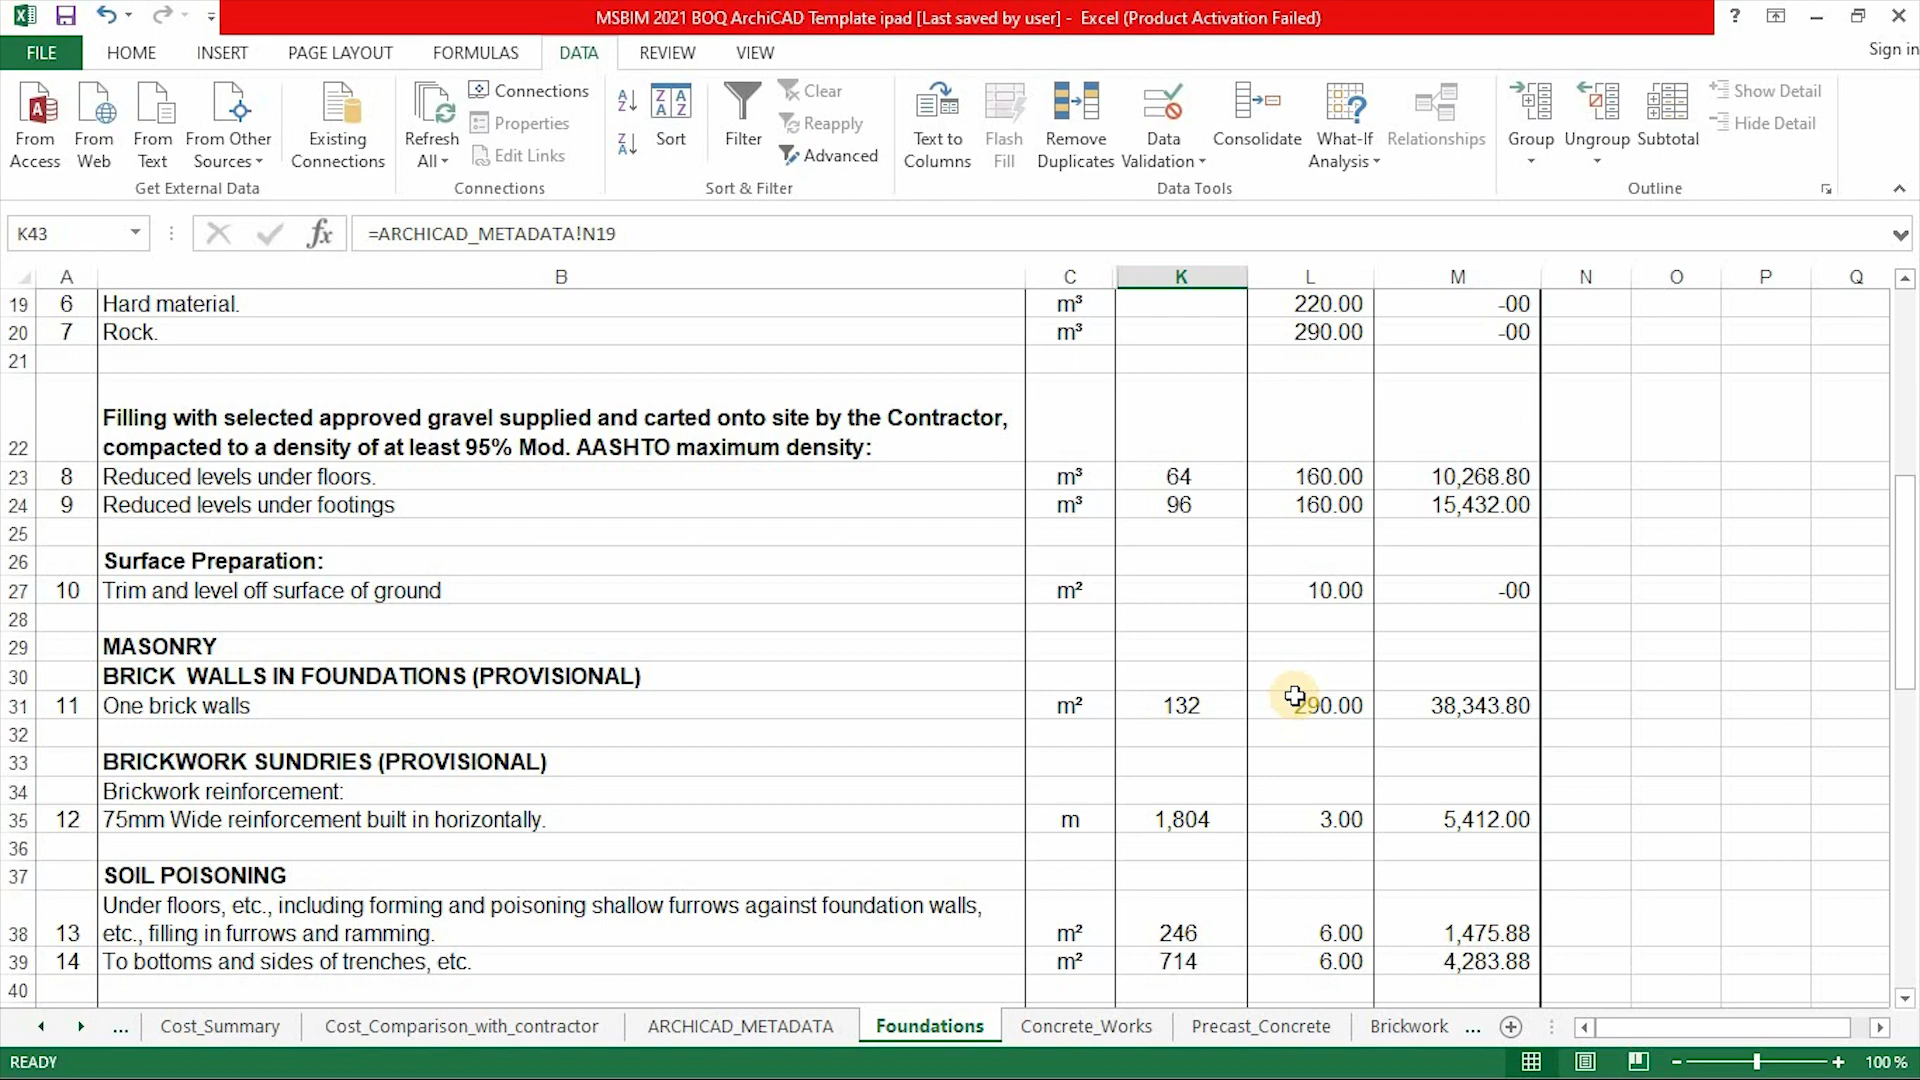 MSBIM 2021 BOQ ArchiCAD Template ipad [Last saved by user] - Excel (Product Activation Failed)
?
FILE HOME INSERT PAGE LAYOUT FORMULAS DATA REVIEW VIEW Sign in
From Access
From Web
From Text
From Other Sources
Existing Connections
Get External Data
Refresh All
Connections
Properties
Edit Links
Connections
Sort
Filter
Clear
Reapply
Advanced
Sort & Filter
Text to Columns
Flash Fill
Remove Duplicates
Data Validation
Consolidate
What-If Analysis
Relationships
Data Tools
Group
Ungroup
Subtotal
Show Detail
Hide Detail
Outline
K43 fx =ARCHICAD_METADATA!N19
A B C K L M N O P Q
19 6 Hard material. m³ 220.00 -00
20 7 Rock. m³ 290.00 -00
21
Filling with selected approved gravel supplied and carted onto site by the Contractor,
22 compacted to a density of at least 95% Mod. AASHTO maximum density:
23 8 Reduced levels under floors. m³ 64 160.00 10,268.80
24 9 Reduced levels under footings m³ 96 160.00 15,432.00
25
26 Surface Preparation:
27 10 Trim and level off surface of ground m² 10.00 -00
28
29 MASONRY
30 BRICK WALLS IN FOUNDATIONS (PROVISIONAL)
31 11 One brick walls m² 132 290.00 38,343.80
32
33 BRICKWORK SUNDRIES (PROVISIONAL)
34 Brickwork reinforcement:
35 12 75mm Wide reinforcement built in horizontally. m 1,804 3.00 5,412.00
36
37 SOIL POISONING
Under floors, etc., including forming and poisoning shallow furrows against foundation walls,
38 13 etc., filling in furrows and ramming. m² 246 6.00 1,475.88
39 14 To bottoms and sides of trenches, etc. m² 714 6.00 4,283.88
40
... Cost_Summary Cost_Comparison_with_contractor ARCHICAD_METADATA Foundations Concrete_Works Precast_Concrete Brickwork ...
READY 100 %